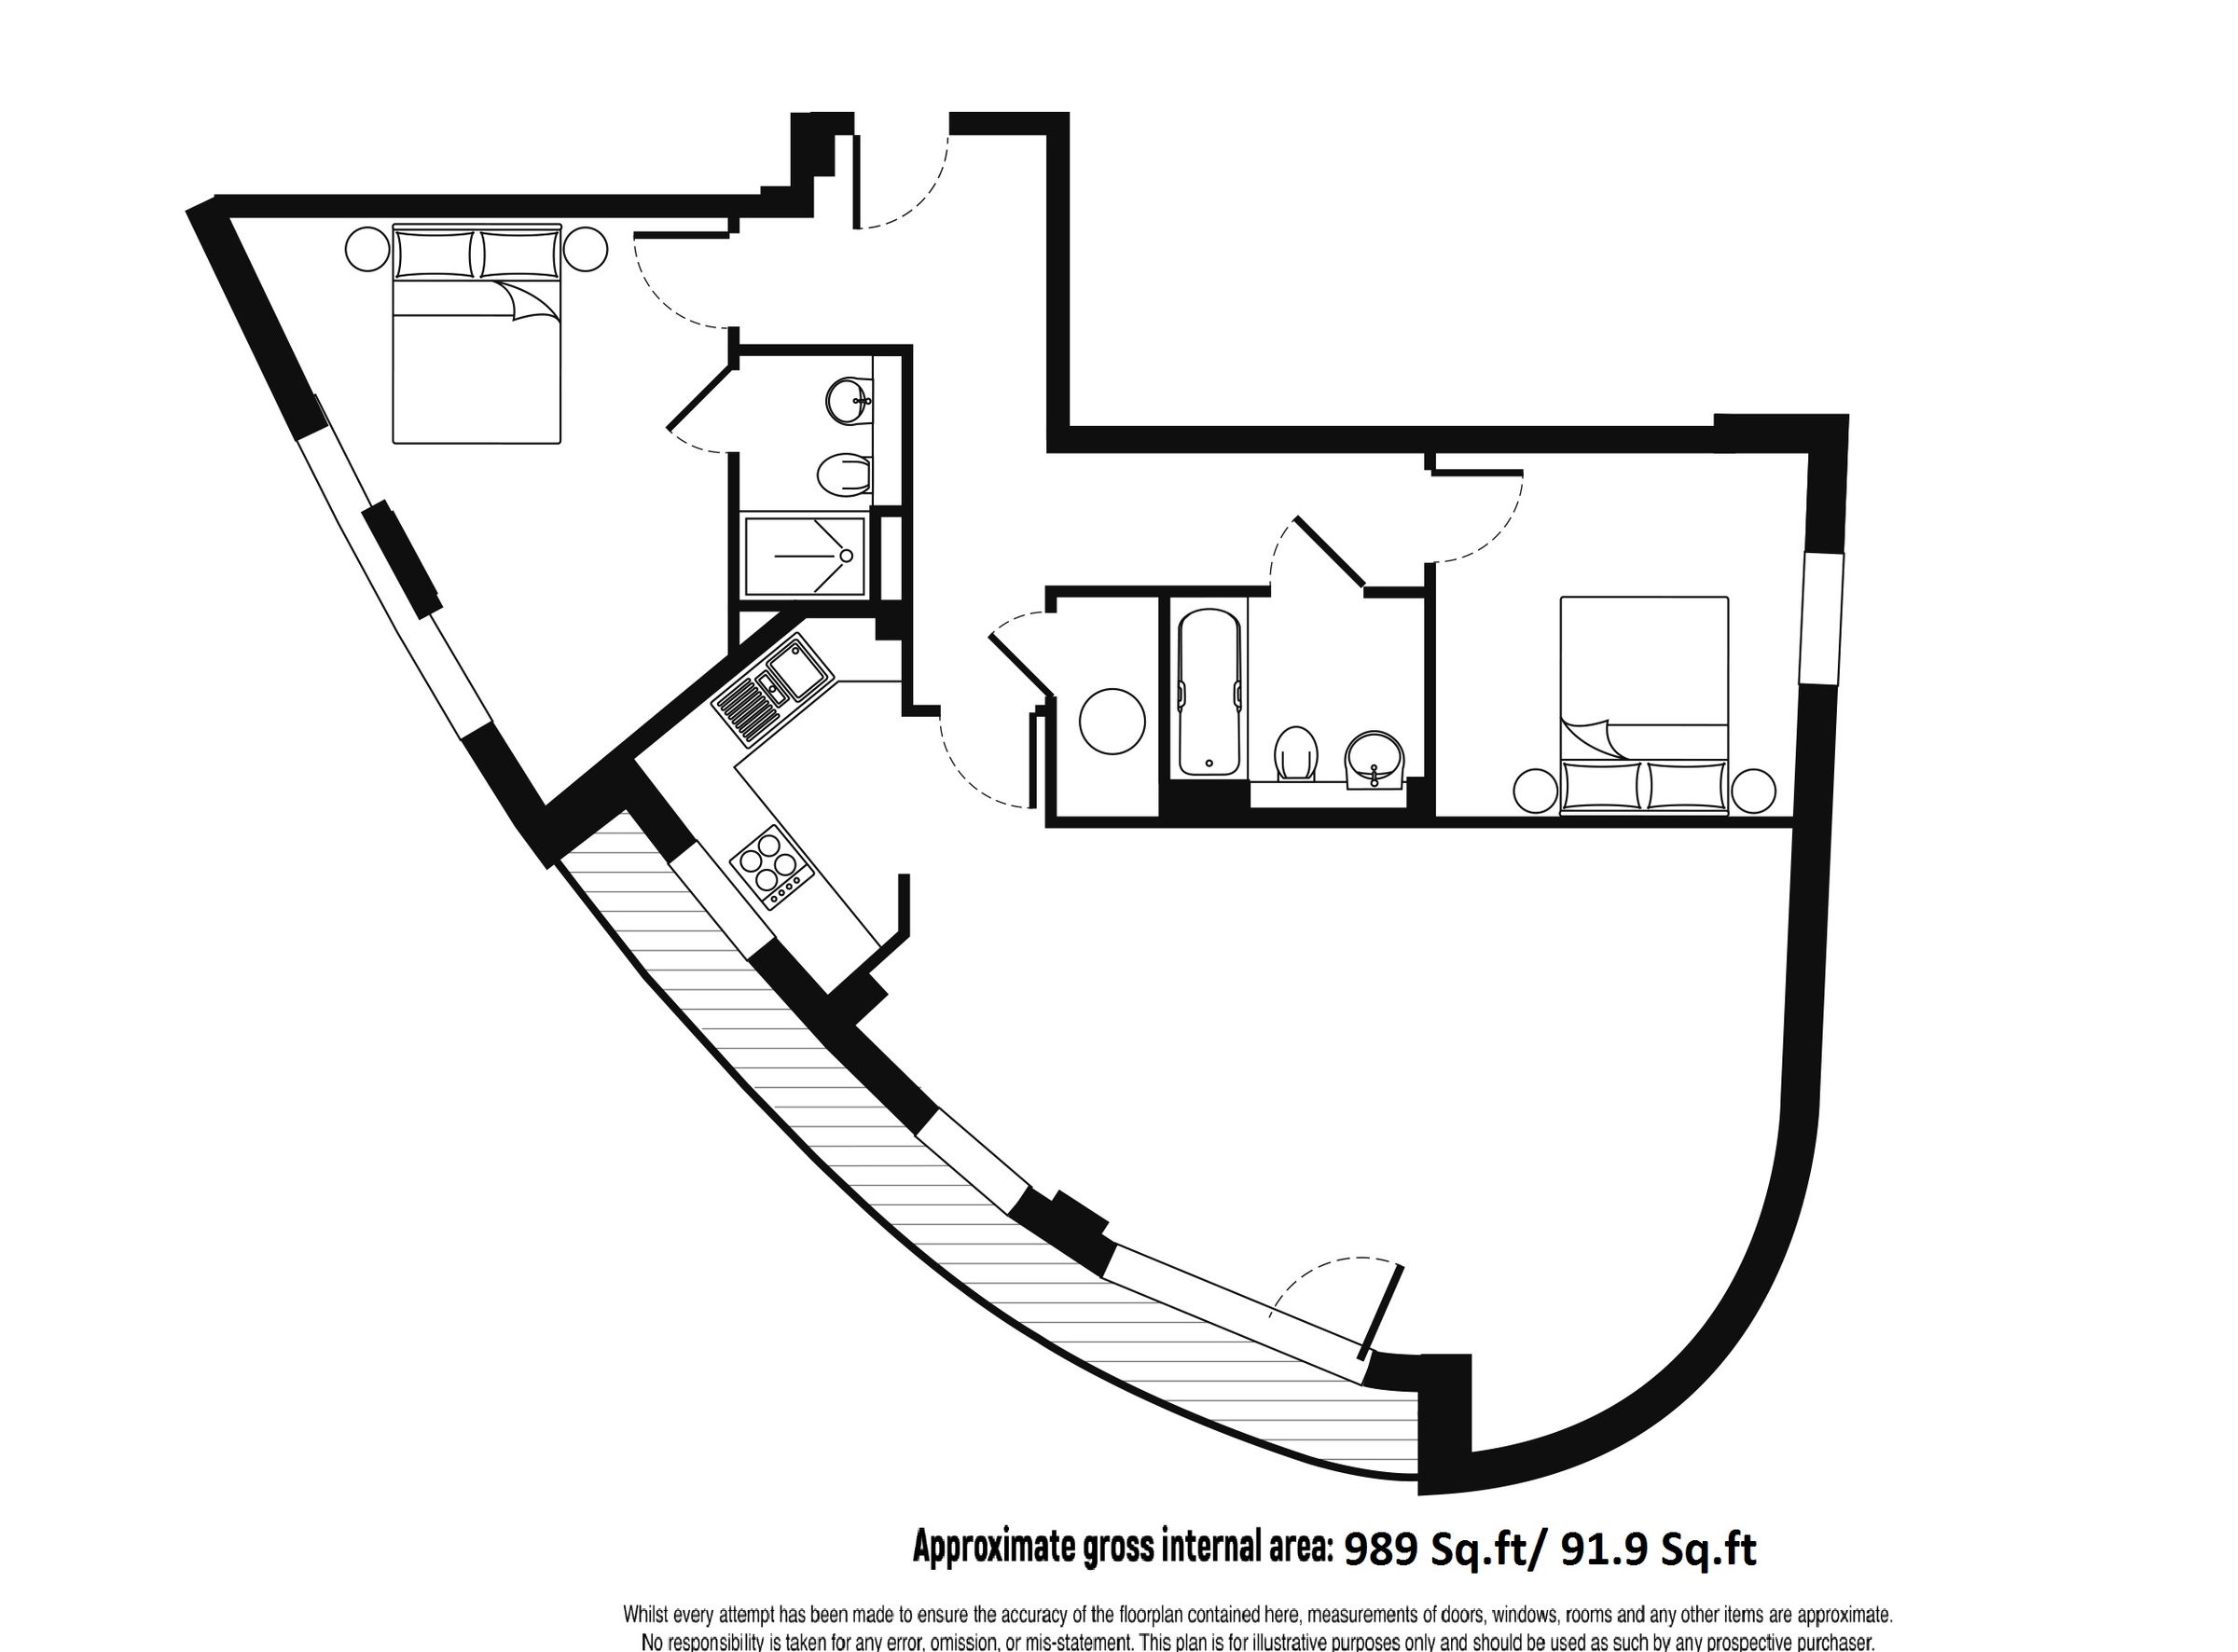 Approximate gross internal area: 989 Sq.ft/ 91.9 Sq.ft
Whilst every attempt has been made to ensure the accuracy of the floorplan contained here, measurements of doors, windows, rooms and any other items are approximate.
No responsibility is taken for any error, omission, or mis-statement. This plan is for illustrative purposes only and should be used as such by any prospective purchaser.